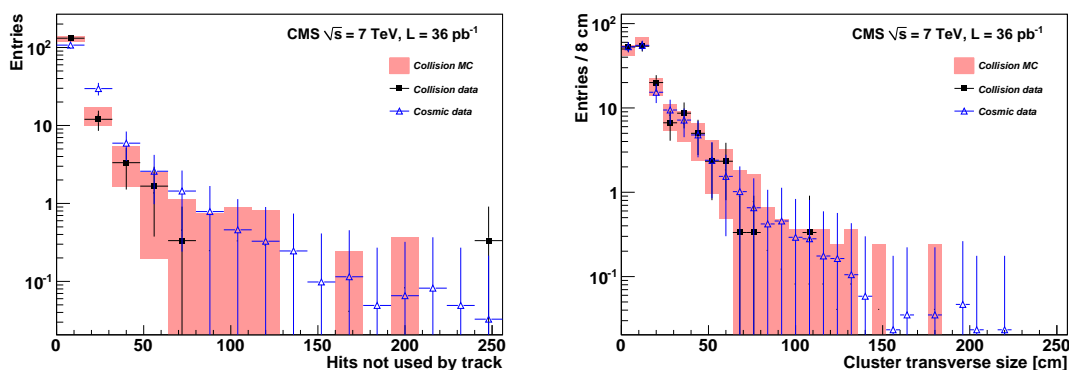 CMS √s = 7 TeV, L = 36 pb⁻¹
Entries
Collision MC
Collision data
Cosmic data
10²
10
1
10⁻¹
0 50 100 150 200 250
Hits not used by track
CMS √s = 7 TeV, L = 36 pb⁻¹
Entries / 8 cm
Collision MC
Collision data
Cosmic data
10²
10
1
10⁻¹
0 50 100 150 200 250
Cluster transverse size [cm]